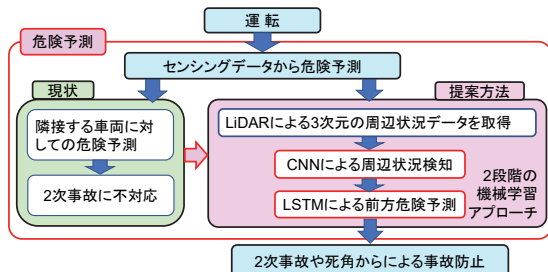 運 転
危険予測
センシングデータから危険予測
現状
隣接する車両に対
しての危険予測
2次事故に不対応
提案方法
LiDARによる3次元の周辺状況データを取得
CNNによる周辺状況検知
LSTMによる前方危険予測
2段階の
機械学習
アプローチ
2次事故や死角からによる事故防止